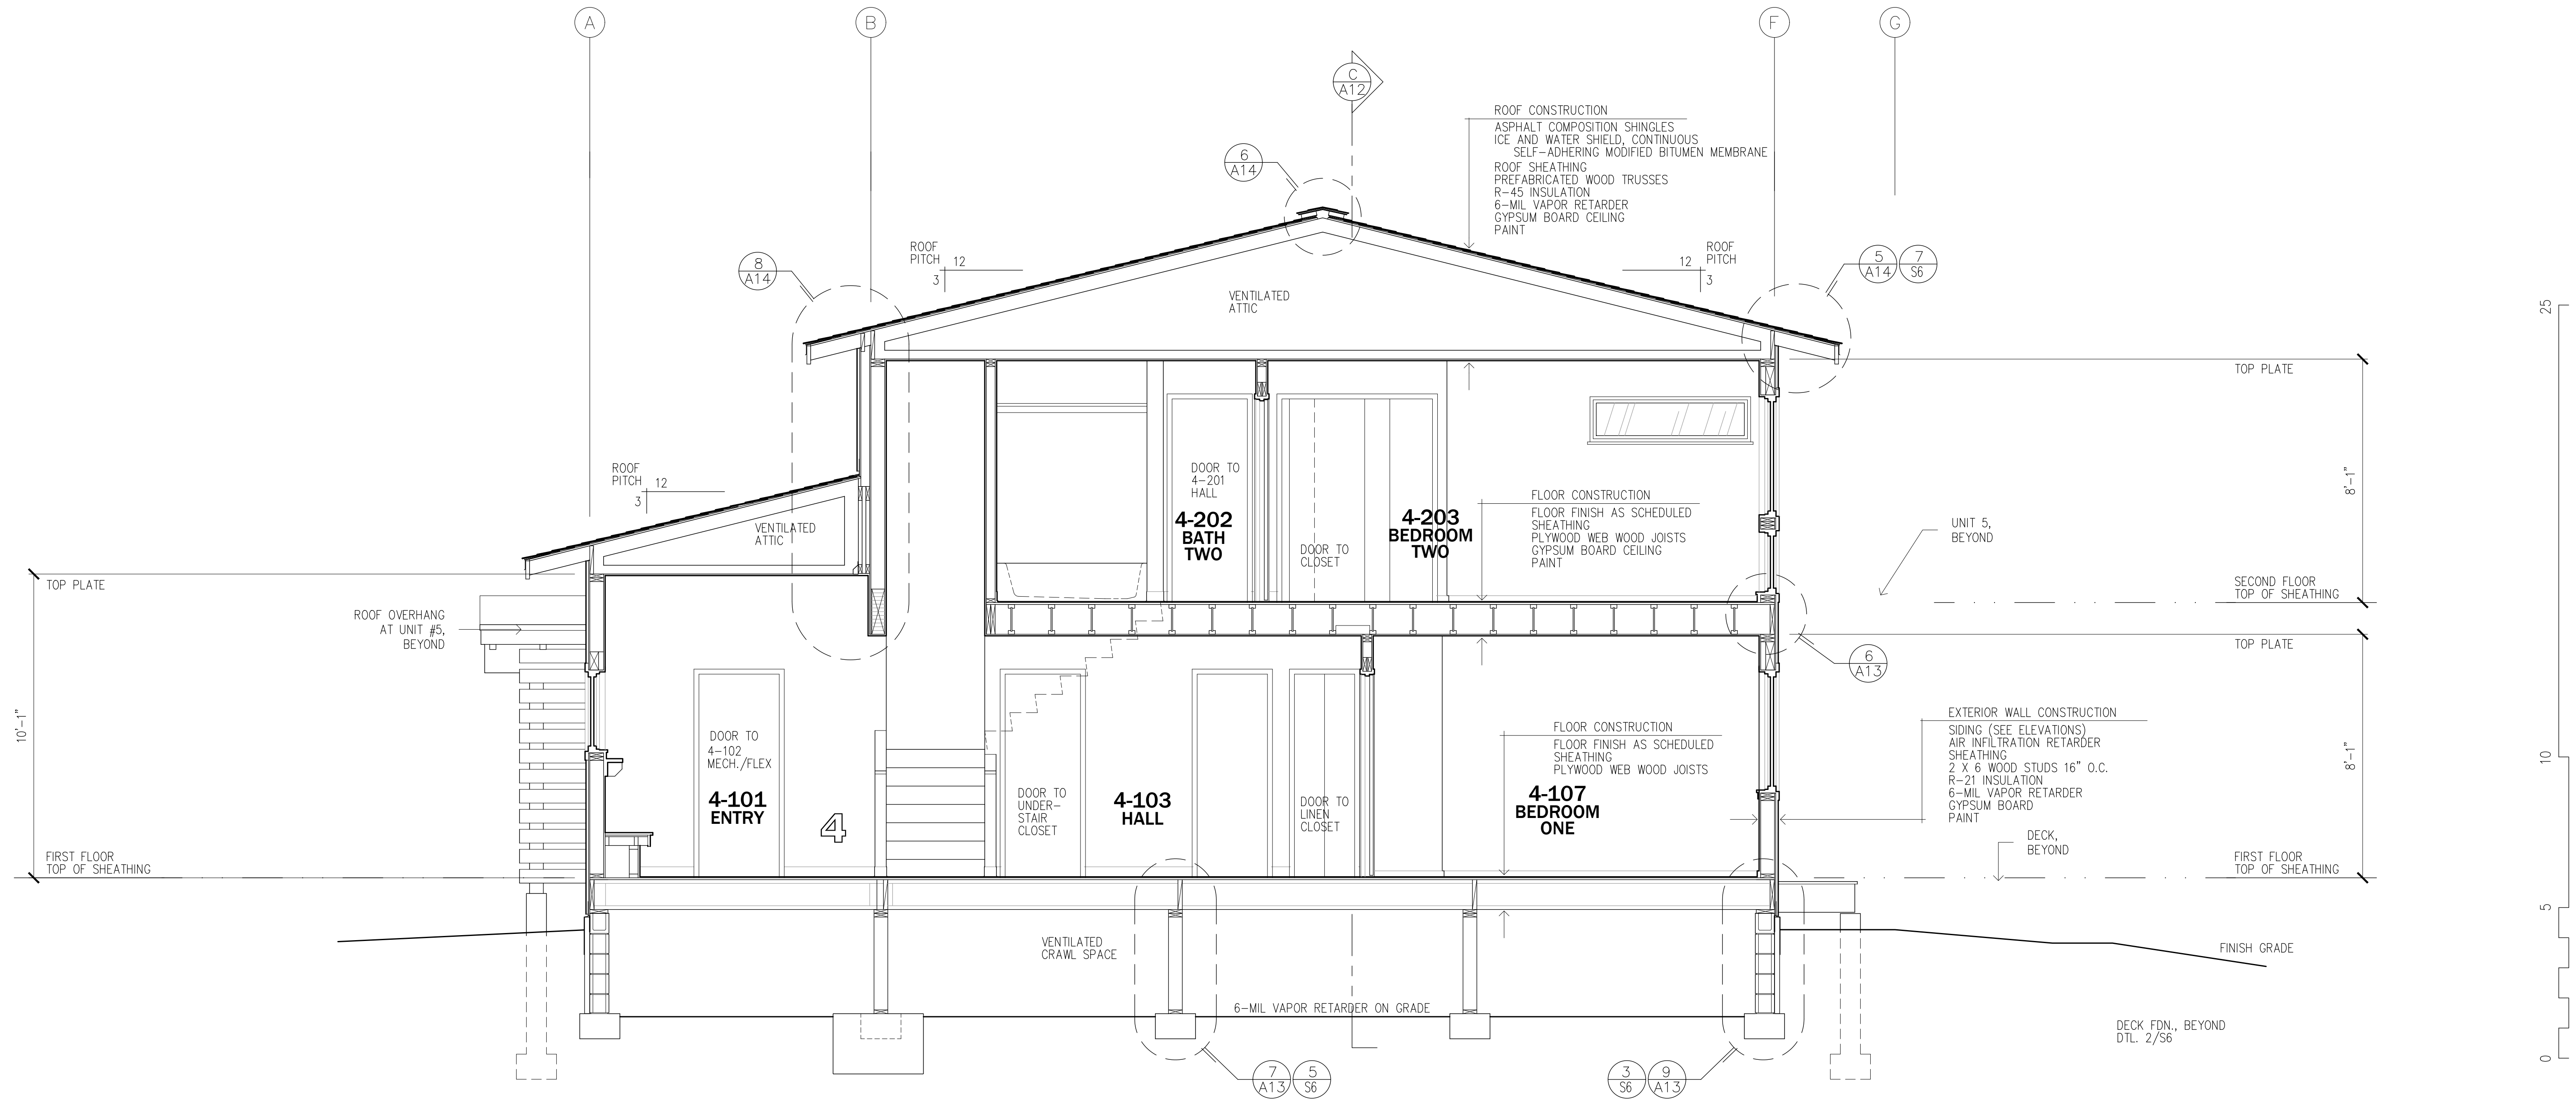 A
B
F
G
C
A12
ROOF CONSTRUCTION
ASPHALT COMPOSITION SHINGLES
ICE AND WATER SHIELD, CONTINUOUS
SELF-ADHERING MODIFIED BITUMEN MEMBRANE
ROOF SHEATHING
PREFABRICATED WOOD TRUSSES
R-45 INSULATION
6-MIL VAPOR RETARDER
GYPSUM BOARD CEILING
PAINT
6
A14
8
A14
ROOF
PITCH
12
3
ROOF
PITCH
12
3
5
A14
7
S6
VENTILATED
ATTIC
25
TOP PLATE
8'-1"
ROOF
PITCH
12
3
VENTILATED
ATTIC
DOOR TO
4-201
HALL
4-202
BATH
TWO
4-203
BEDROOM
TWO
DOOR TO
CLOSET
FLOOR CONSTRUCTION
FLOOR FINISH AS SCHEDULED
SHEATHING
PLYWOOD WEB WOOD JOISTS
GYPSUM BOARD CEILING
PAINT
UNIT 5,
BEYOND
SECOND FLOOR
TOP OF SHEATHING
TOP PLATE
ROOF OVERHANG
AT UNIT #5,
BEYOND
TOP PLATE
6
A13
10'-1"
8'-1"
10
DOOR TO
4-102
MECH./FLEX
4-101
ENTRY
4
DOOR TO
UNDER-
STAIR
CLOSET
4-103
HALL
DOOR TO
LINEN
CLOSET
FLOOR CONSTRUCTION
FLOOR FINISH AS SCHEDULED
SHEATHING
PLYWOOD WEB WOOD JOISTS
4-107
BEDROOM
ONE
EXTERIOR WALL CONSTRUCTION
SIDING (SEE ELEVATIONS)
AIR INFILTRATION RETARDER
SHEATHING
2 X 6 WOOD STUDS 16" O.C.
R-21 INSULATION
6-MIL VAPOR RETARDER
GYPSUM BOARD
PAINT
DECK,
BEYOND
FIRST FLOOR
TOP OF SHEATHING
FIRST FLOOR
TOP OF SHEATHING
5
VENTILATED
CRAWL SPACE
FINISH GRADE
6-MIL VAPOR RETARDER ON GRADE
DECK FDN., BEYOND
DTL. 2/S6
0
7
A13
5
S6
3
S6
9
A13